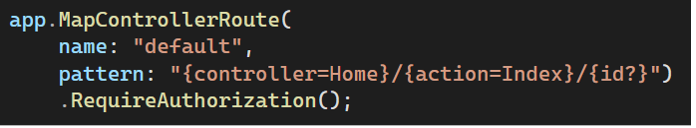 app.MapControllerRoute(
    name: "default",
    pattern: "{controller=Home}/{action=Index}/{id?}")
    .RequireAuthorization();